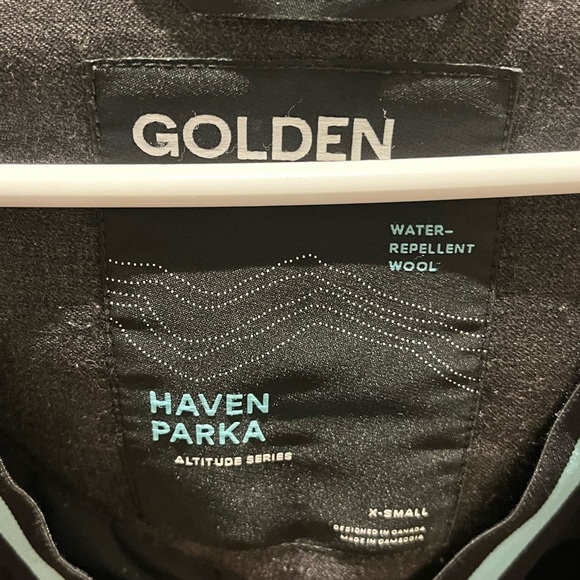 GOLDEN
WATER-
REPELLENT
WOOL
HAVEN
PARKA
ALTITUDE SERIES
X-SMALL
DESIGNED IN CANADA
MADE IN CAMBODIA